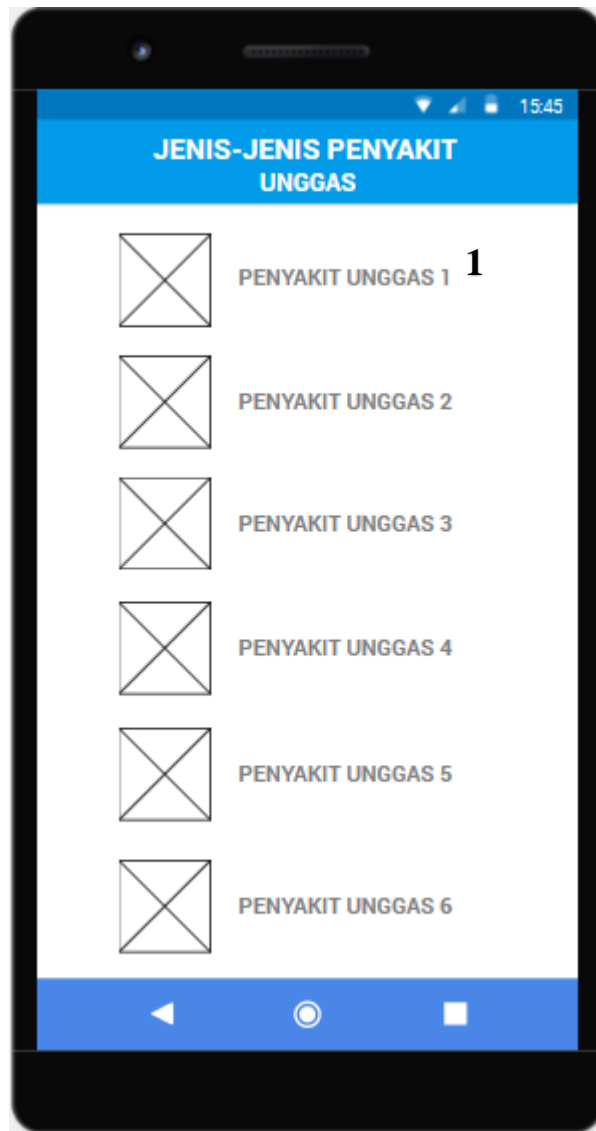 15:45
JENIS-JENIS PENYAKIT
UNGGAS
PENYAKIT UNGGAS 1 1
PENYAKIT UNGGAS 2
PENYAKIT UNGGAS 3
PENYAKIT UNGGAS 4
PENYAKIT UNGGAS 5
PENYAKIT UNGGAS 6